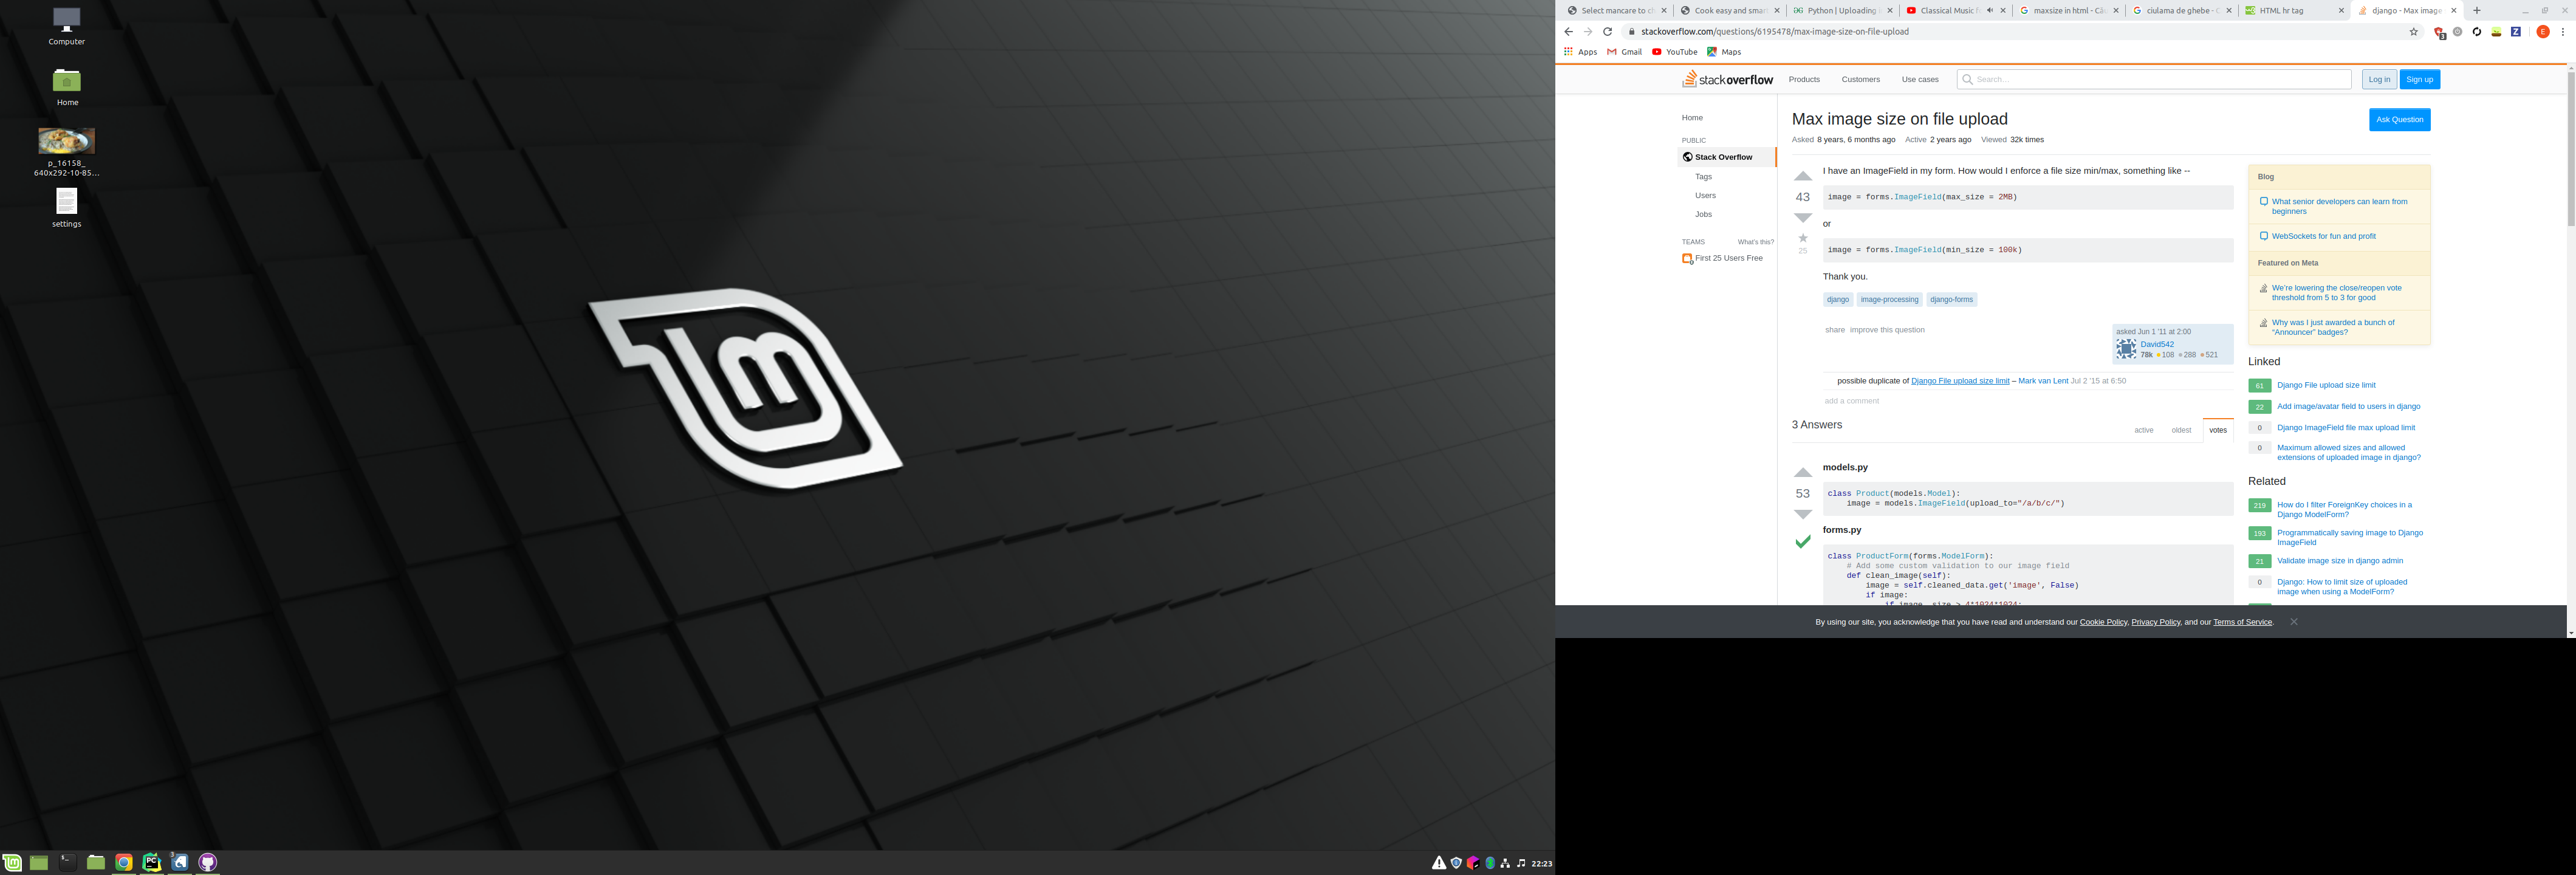 Computer
Home
p_16158_
640x292-10-85...
settings
22:23
Select mancare to c
Cook easy and smar
Python | Uploading
Classical Music f
maxsize in html - Că
ciulama de ghebe - C
HTML hr tag
django - Max image
stackoverflow.com/questions/6195478/max-image-size-on-file-upload
Apps
Gmail
YouTube
Maps
stackoverflow
Products
Customers
Use cases
Search...
Log in
Sign up
Home
PUBLIC
Stack Overflow
Tags
Users
Jobs
TEAMS What's this?
First 25 Users Free
Max image size on file upload
Ask Question
Asked 8 years, 6 months ago Active 2 years ago Viewed 32k times
43
25
I have an ImageField in my form. How would I enforce a file size min/max, something like --
image = forms.ImageField(max_size = 2MB)
or
image = forms.ImageField(min_size = 100k)
Thank you.
django image-processing django-forms
share improve this question
asked Jun 1 '11 at 2:00
David542
78k 108 288 521
possible duplicate of Django File upload size limit – Mark van Lent Jul 2 '15 at 6:50
add a comment
3 Answers
active oldest votes
53
models.py
class Product(models.Model):
image = models.ImageField(upload_to="/a/b/c/")
forms.py
class ProductForm(forms.ModelForm):
# Add some custom validation to our image field
def clean_image(self):
image = self.cleaned_data.get('image', False)
if image:
if image._size > 4*1024*1024:
Blog
What senior developers can learn from
beginners
WebSockets for fun and profit
Featured on Meta
We're lowering the close/reopen vote
threshold from 5 to 3 for good
Why was I just awarded a bunch of
"Announcer" badges?
Linked
61 Django File upload size limit
22 Add image/avatar field to users in django
0 Django ImageField file max upload limit
0 Maximum allowed sizes and allowed
extensions of uploaded image in django?
Related
219 How do I filter ForeignKey choices in a
Django ModelForm?
193 Programmatically saving image to Django
ImageField
21 Validate image size in django admin
0 Django: How to limit size of uploaded
image when using a ModelForm?
By using our site, you acknowledge that you have read and understand our Cookie Policy, Privacy Policy, and our Terms of Service.